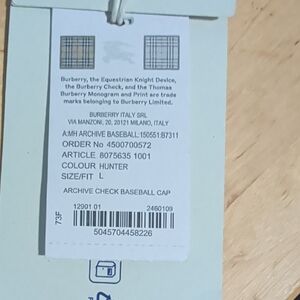 Burberry, the Equestrian Knight Device,
the Burberry Check, and the Thomas
Burberry Monogram and Print are trade
marks belonging to Burberry Limited.
BURBERRY ITALY SRL
VIA MANZONI, 20, 20121 MILANO, ITALY
A:MH ARCHIVE BASEBALL:150551:B7311
ORDER No 4500700572
ARTICLE 8075635 1001
COLOUR HUNTER
SIZE/FIT L
ARCHIVE CHECK BASEBALL CAP
73F
12901 01 2460109
5045704458226